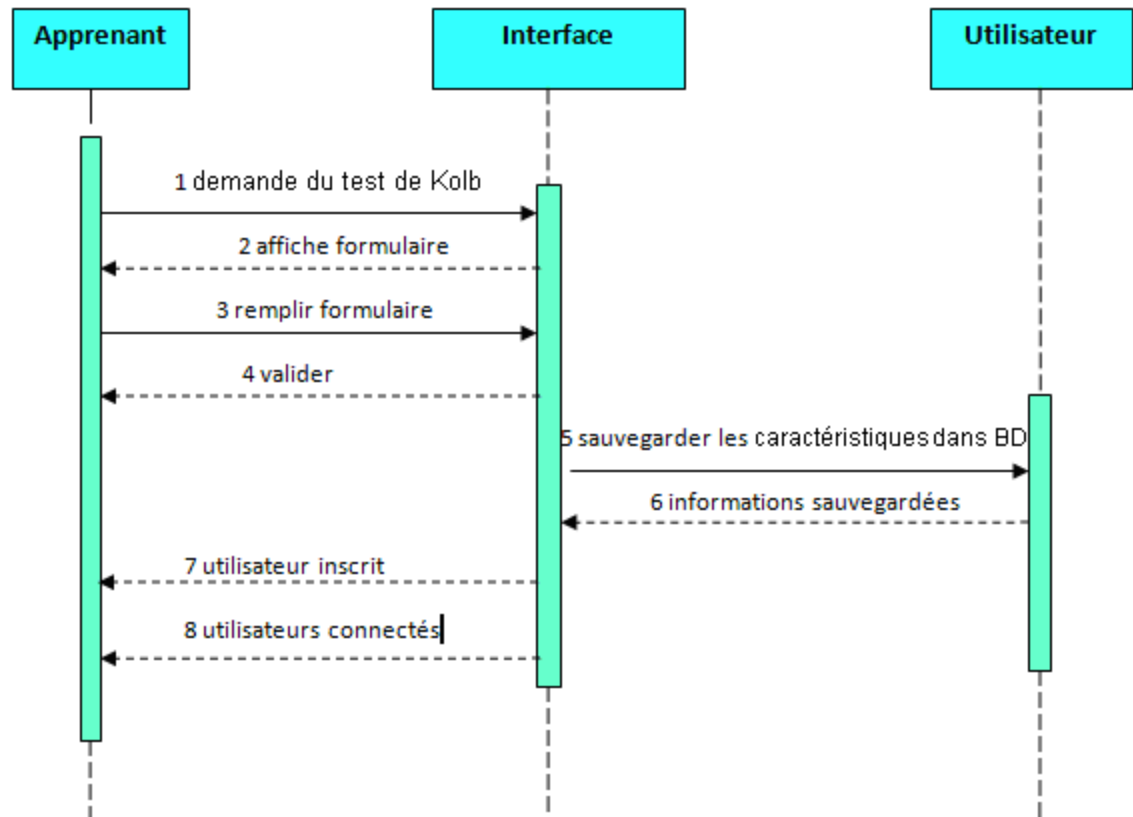 Apprenant
Interface
Utilisateur
1 demande du test de Kolb
2 affiche formulaire
3 remplir formulaire
4 valider
5 sauvegarder les caractéristiques dans BD
6 informations sauvegardées
7 utilisateur inscrit
8 utilisateurs connectés